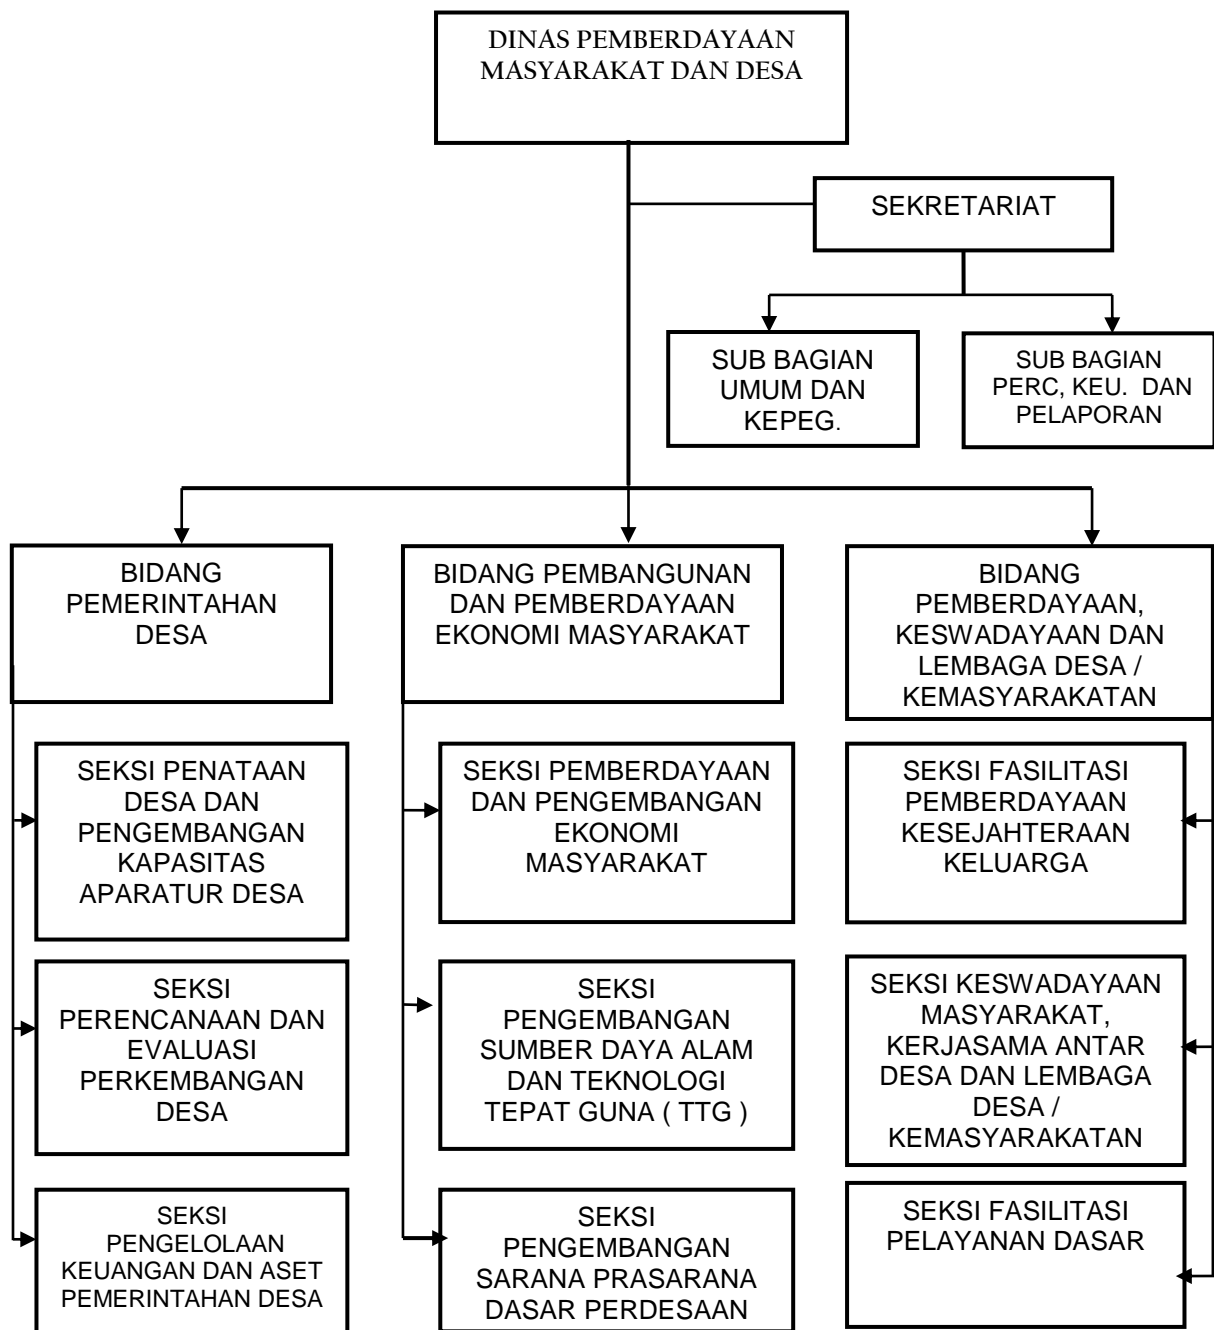 DINAS PEMBERDAYAAN
MASYARAKAT DAN DESA
SEKRETARIAT
SUB BAGIAN
UMUM DAN
KEPEG.
SUB BAGIAN
PERC, KEU.  DAN
PELAPORAN
BIDANG
PEMERINTAHAN
DESA
BIDANG PEMBANGUNAN
DAN PEMBERDAYAAN
EKONOMI MASYARAKAT
BIDANG
PEMBERDAYAAN,
KESWADAYAAN DAN
LEMBAGA DESA /
KEMASYARAKATAN
SEKSI PENATAAN
DESA DAN
PENGEMBANGAN
KAPASITAS
APARATUR DESA
SEKSI PEMBERDAYAAN
DAN PENGEMBANGAN
EKONOMI
MASYARAKAT
SEKSI FASILITASI
PEMBERDAYAAN
KESEJAHTERAAN
KELUARGA
SEKSI
PERENCANAAN DAN
EVALUASI
PERKEMBANGAN
DESA
SEKSI
PENGEMBANGAN
SUMBER DAYA ALAM
DAN TEKNOLOGI
TEPAT GUNA ( TTG )
SEKSI KESWADAYAAN
MASYARAKAT,
KERJASAMA ANTAR
DESA DAN LEMBAGA
DESA /
KEMASYARAKATAN
SEKSI
PENGELOLAAN
KEUANGAN DAN ASET
PEMERINTAHAN DESA
SEKSI
PENGEMBANGAN
SARANA PRASARANA
DASAR PERDESAAN
SEKSI FASILITASI
PELAYANAN DASAR